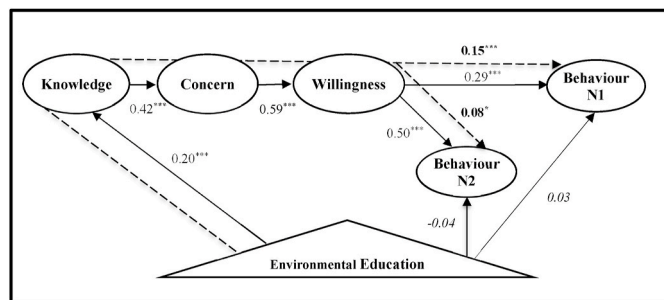 0.15***
Knowledge
Concern
Willingness
0.29***
Behaviour
N1
0.42***
0.59***
0.08*
0.50***
Behaviour
N2
0.20***
0.03
-0.04
Environmental Education